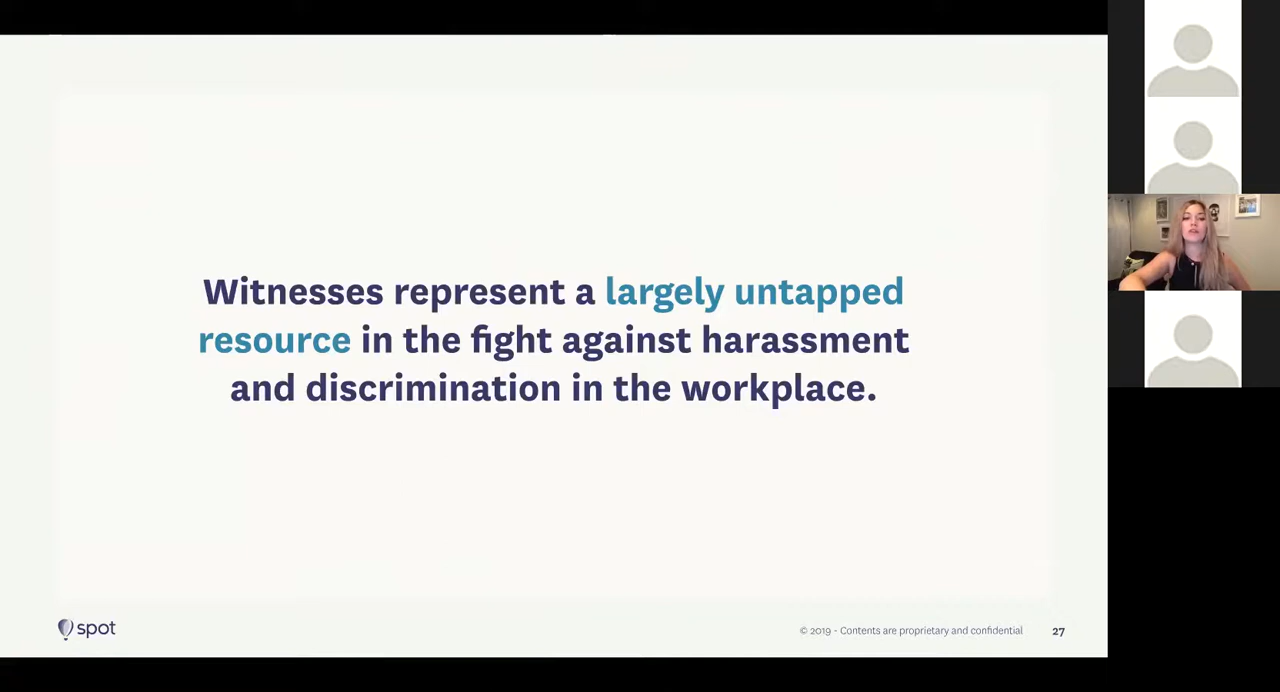 Witnesses represent a largely untapped
resource in the fight against harassment
and discrimination in the workplace.
spot
© 2019 - Contents are proprietary and confidential
27